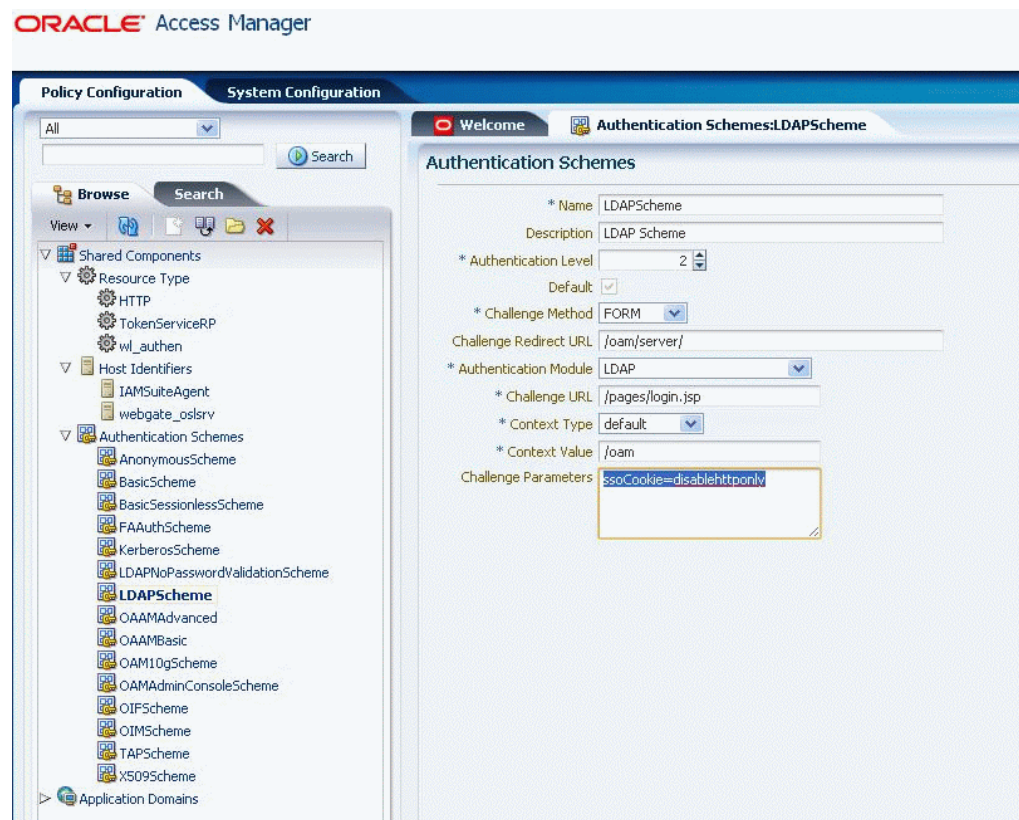 ORACLE Access Manager
Policy Configuration
System Configuration
All
Search
Browse
Search
View
Shared Components
Resource Type
HTTP
TokenServiceRP
wl_authen
Host Identifiers
IAMSuiteAgent
webgate_oslsrv
Authentication Schemes
AnonymousScheme
BasicScheme
BasicSessionlessScheme
FAAuthScheme
KerberosScheme
LDAPNoPasswordValidationScheme
LDAPScheme
OAAMAdvanced
OAAMBasic
OAM10gScheme
OAMAdminConsoleScheme
OIFScheme
OIMScheme
TAPScheme
X509Scheme
Application Domains
Welcome
Authentication Schemes:LDAPScheme
Authentication Schemes
* Name LDAPScheme
Description LDAP Scheme
* Authentication Level 2
Default
* Challenge Method FORM
Challenge Redirect URL /oam/server/
* Authentication Module LDAP
* Challenge URL /pages/login.jsp
* Context Type default
* Context Value /oam
Challenge Parameters ssoCookie=disablehttponly